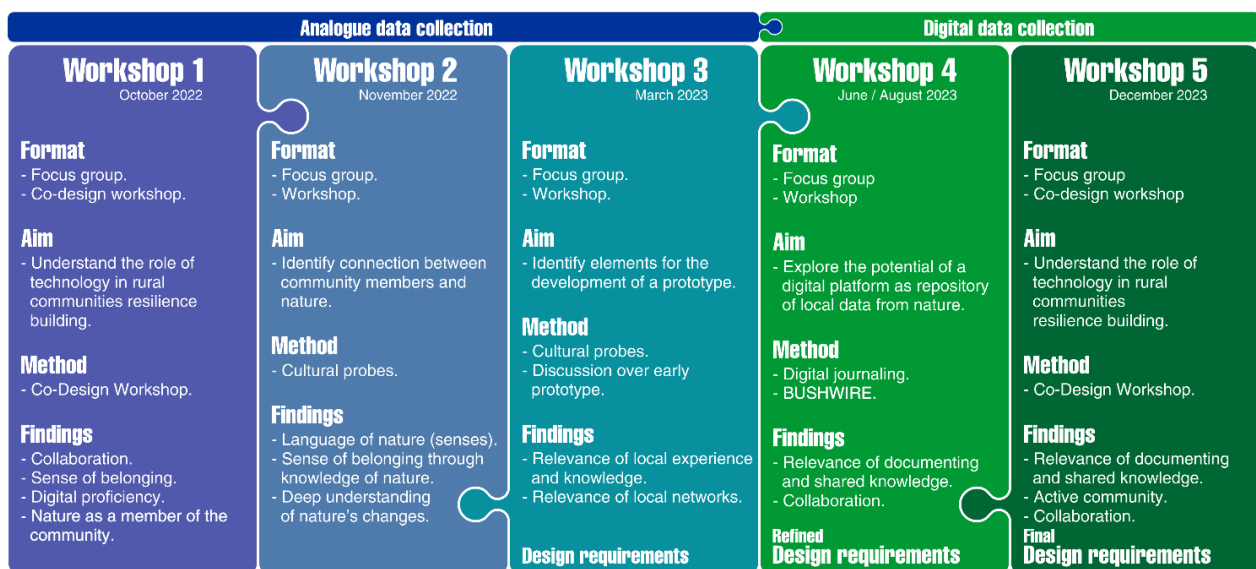 Analogue data collection
Digital data collection
Workshop 1
October 2022
Format
- Focus group.
- Co-design workshop.
Aim
- Understand the role of
technology in rural
communities resilience
building.
Method
- Co-Design Workshop.
Findings
- Collaboration.
- Sense of belonging.
- Digital proficiency.
- Nature as a member of the
community.
Workshop 2
November 2022
Format
- Focus group.
- Workshop.
Aim
- Identify connection between
community members and
nature.
Method
- Cultural probes.
Findings
- Language of nature (senses).
- Sense of belonging through
knowledge of nature.
- Deep understanding
of nature's changes.
Workshop 3
March 2023
Format
- Focus group.
- Workshop.
Aim
- Identify elements for the
development of a prototype.
Method
- Cultural probes.
- Discussion over early
prototype.
Findings
- Relevance of local experience
and knowledge.
- Relevance of local networks.
Design requirements
Workshop 4
June / August 2023
Format
- Focus group
- Workshop
Aim
- Explore the potential of a
digital platform as repository
of local data from nature.
Method
- Digital journaling.
- BUSHWIRE.
Findings
- Relevance of documenting
and shared knowledge.
- Collaboration.
Refined
Design requirements
Workshop 5
December 2023
Format
- Focus group
- Co-design workshop
Aim
- Understand the role of
technology in rural
communities
resilience building.
Method
- Co-Design Workshop.
Findings
- Relevance of documenting
and shared knowledge.
- Active community.
- Collaboration.
Final
Design requirements